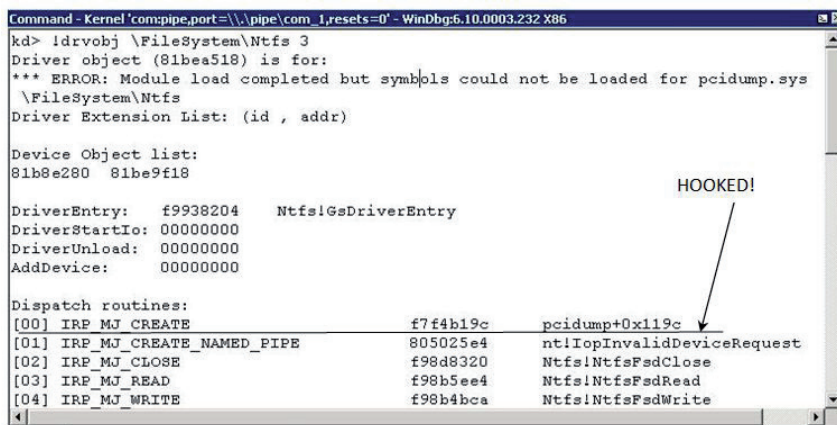 Command - Kernel 'com:pipe,port=\\.\pipe\com_1,resets=0' - WinDbg:6.10.0003.232 X86
kd> !drvobj \FileSystem\Ntfs 3
Driver object (81bea518) is for:
*** ERROR: Module load completed but symbols could not be loaded for pcidump.sys
\FileSystem\Ntfs
Driver Extension List: (id , addr)
Device Object list:
81b8e280 81be9f18
HOOKED!
DriverEntry: f9938204 Ntfs!GsDriverEntry
DriverStartIo: 00000000
DriverUnload: 00000000
AddDevice: 00000000
Dispatch routines:
[00] IRP_MJ_CREATE f7f4b19c pcidump+0x119c
[01] IRP_MJ_CREATE_NAMED_PIPE 805025e4 nt!IopInvalidDeviceRequest
[02] IRP_MJ_CLOSE f98d8320 Ntfs!NtfsFsdClose
[03] IRP_MJ_READ f98b5ee4 Ntfs!NtfsFsdRead
[04] IRP_MJ_WRITE f98b4bca Ntfs!NtfsFsdWrite